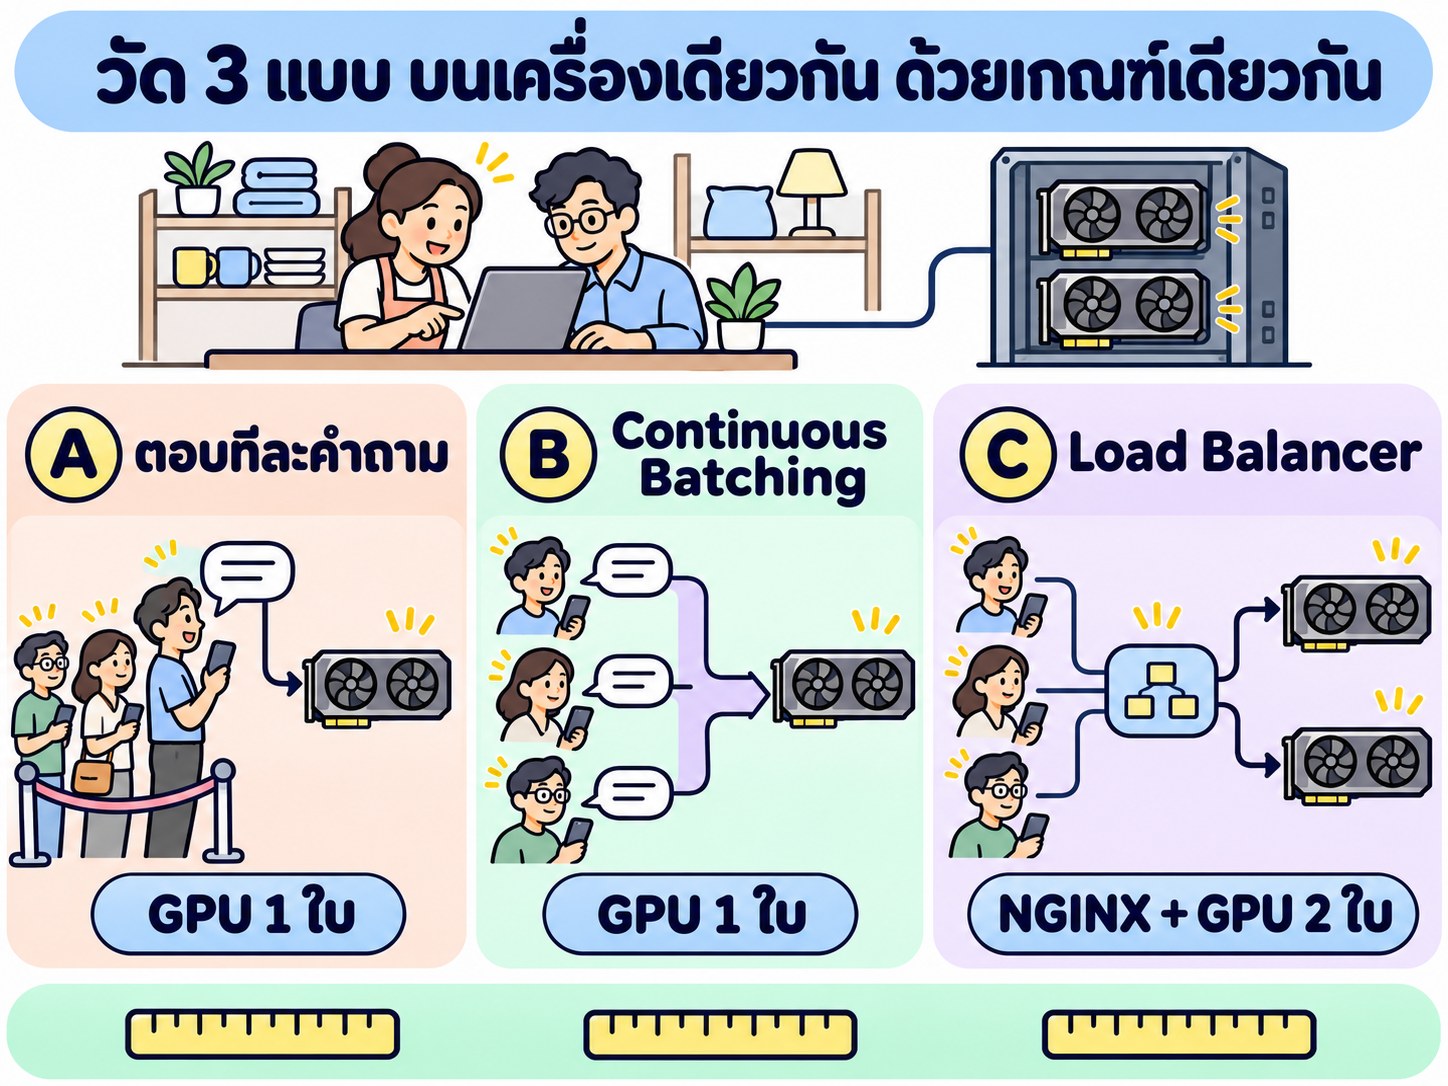 วัด 3 แบบ บนเครื่องเดียวกัน ด้วยเกณฑ์เดียวกัน
A ตอบทีละคำถาม
B Continuous
Batching
C Load Balancer
GPU 1 ใบ
GPU 1 ใบ
NGINX + GPU 2 ใบ